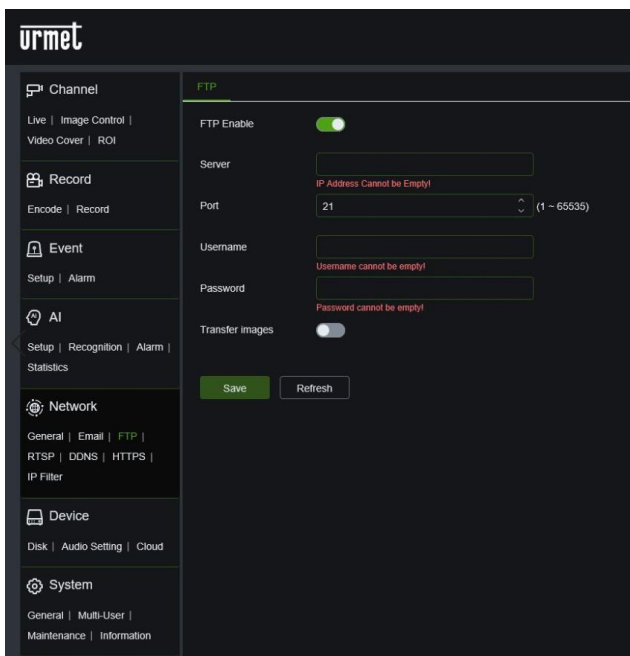 urmet
Channel
Live | Image Control |
Video Cover | ROI
Record
Encode | Record
Event
Setup | Alarm
AI
Setup | Recognition | Alarm |
Statistics
Network
General | Email | FTP |
RTSP | DDNS | HTTPS |
IP Filter
Device
Disk | Audio Setting | Cloud
System
General | Multi-User |
Maintenance | Information
FTP
FTP Enable
Server
IP Address Cannot be Empty!
Port 21 (1 ~ 65535)
Username
Username cannot be empty!
Password
Password cannot be empty!
Transfer images
Save Refresh